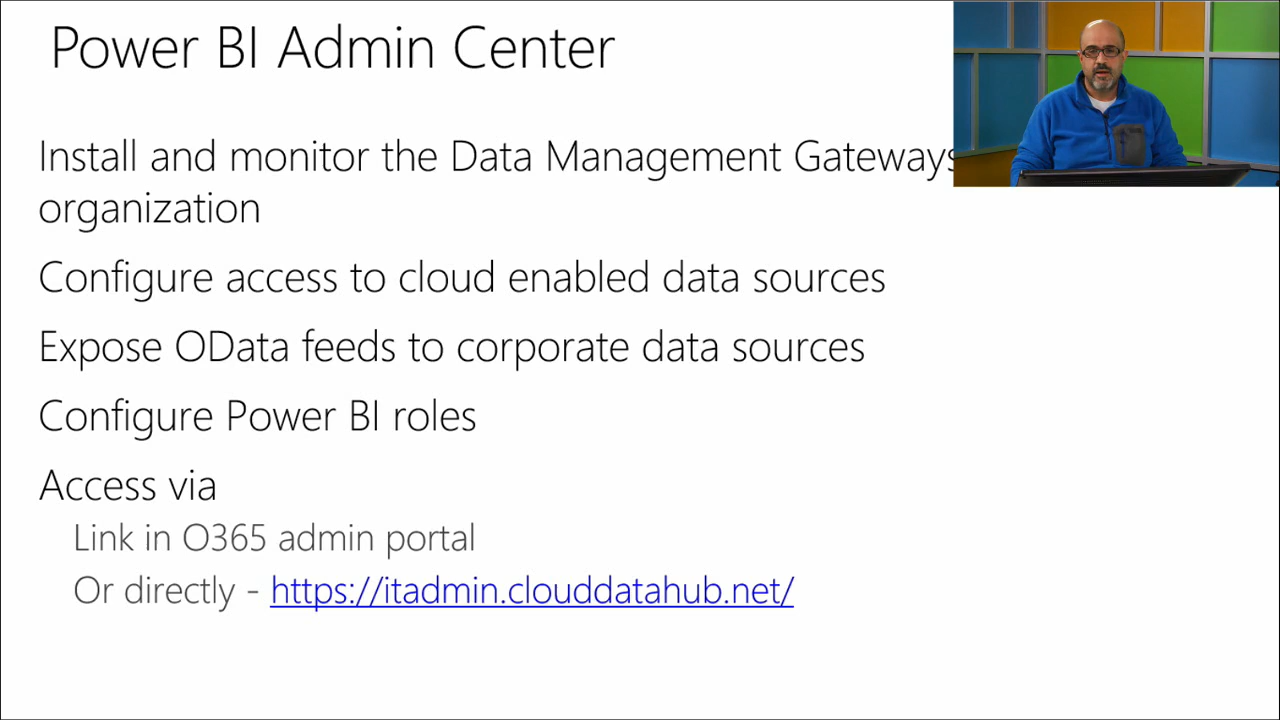 Power BI Admin Center
Install and monitor the Data Management Gateways
organization
Configure access to cloud enabled data sources
Expose OData feeds to corporate data sources
Configure Power BI roles
Access via
Link in O365 admin portal
Or directly - https://itadmin.clouddatahub.net/